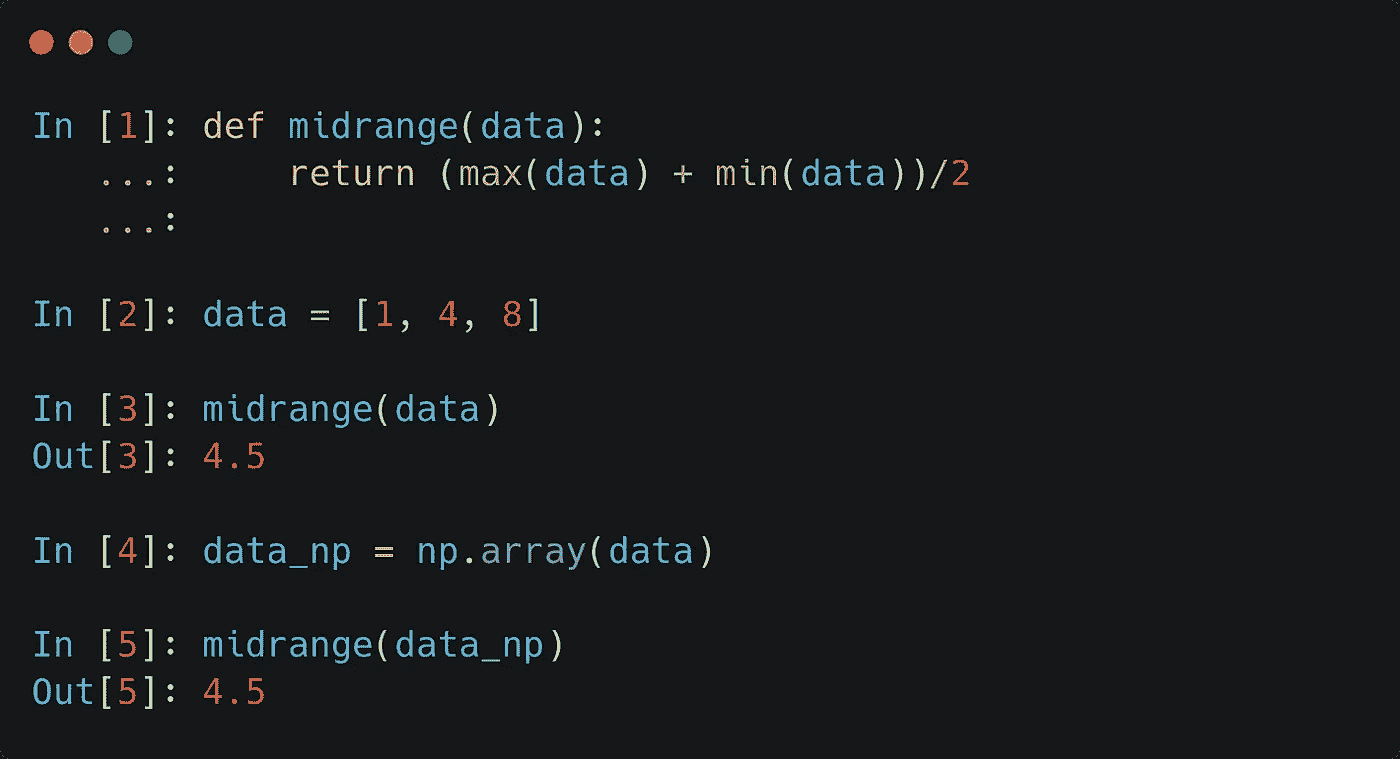 In [1]: def midrange(data):
   ...:     return (max(data) + min(data))/2
   ...:
In [2]: data = [1, 4, 8]
In [3]: midrange(data)
Out[3]: 4.5
In [4]: data_np = np.array(data)
In [5]: midrange(data_np)
Out[5]: 4.5